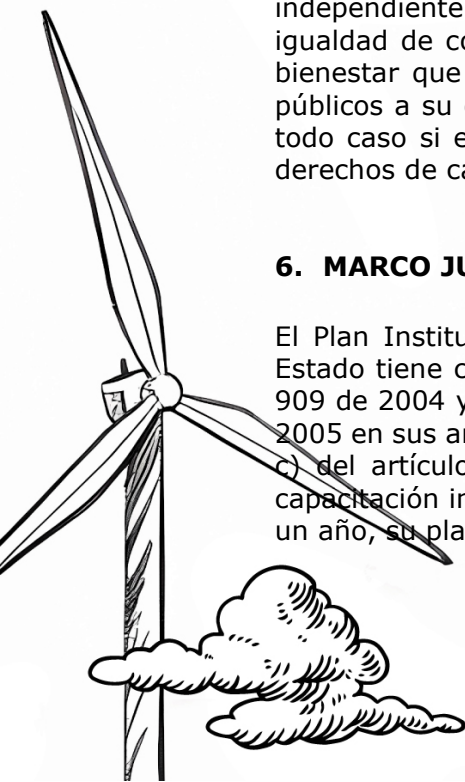 independiente
igualdad de co
bienestar que
públicos a su
todo caso si e
derechos de ca
6. MARCO JU
El Plan Institu
Estado tiene c
909 de 2004 y
2005 en sus ar
c) del artículo
capacitación in
un año, su pla